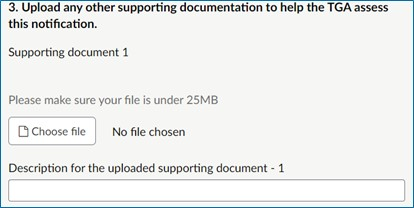 3. Upload any other supporting documentation to help the TGA assess
this notification.
Supporting document 1
Please make sure your file is under 25MB
Choose file No file chosen
Description for the uploaded supporting document - 1